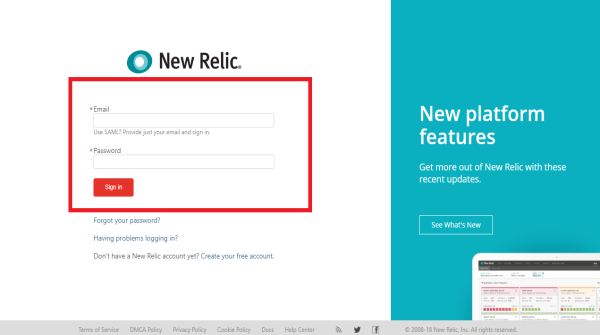 New Relic®
* Email
Use SAML? Provide just your email and sign in.
* Password
Sign in
Forgot your password?
Having problems logging in?
Don't have a New Relic account yet? Create your free account.
New platform
features
Get more out of New Relic with these
recent updates.
See What's New
New Relic
Terms of Service DMCA Policy Privacy Policy Cookie Policy Docs Help Center
© 2008-18 New Relic, Inc. All rights reserved.